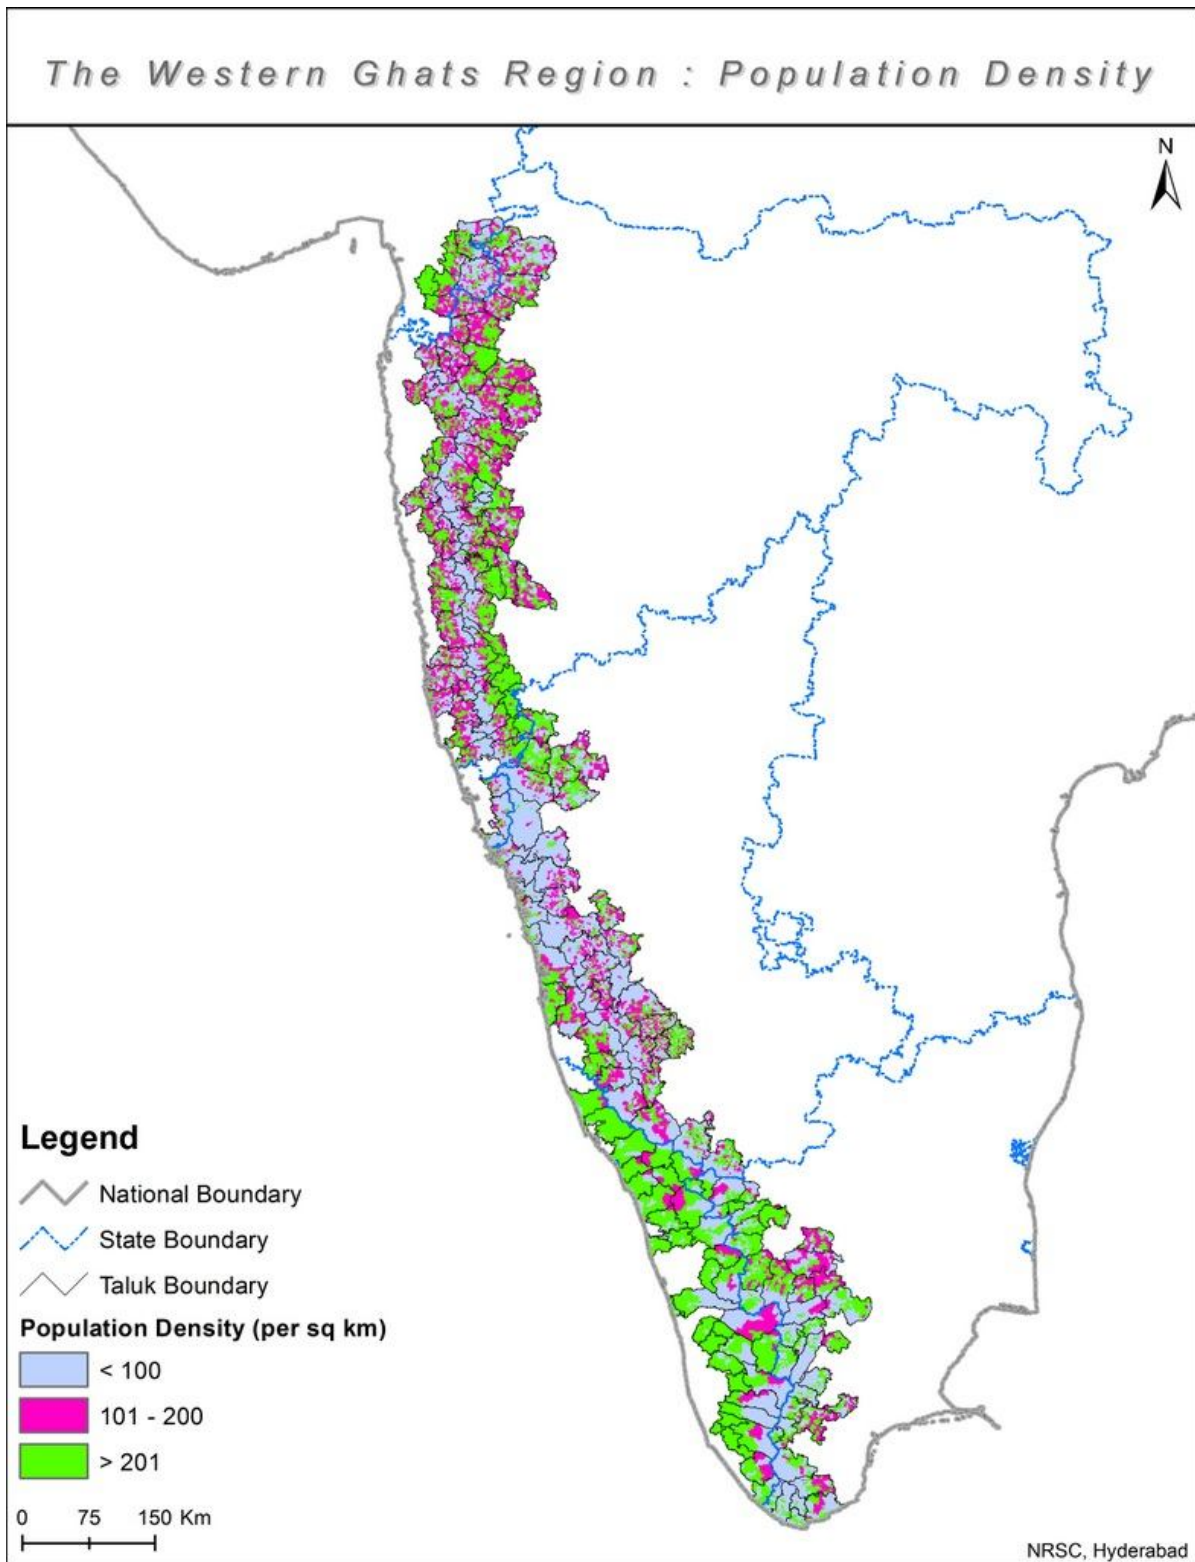 The Western Ghats Region : Population Density
N
Legend
National Boundary
State Boundary
Taluk Boundary
Population Density (per sq km)
< 100
101 - 200
> 201
0 75 150 Km
NRSC, Hyderabad